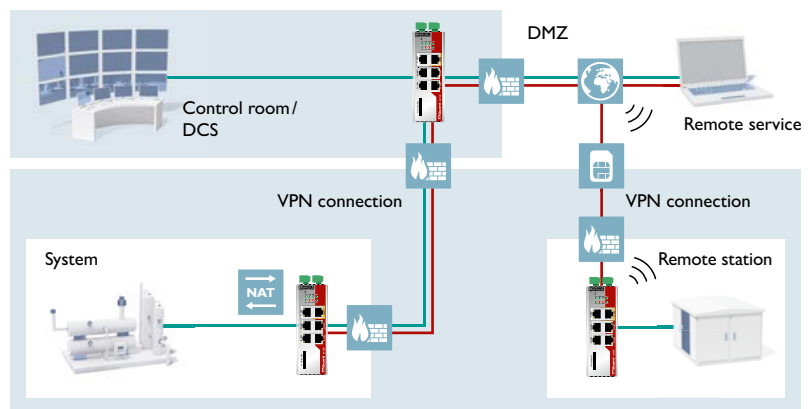 DMZ
Control room/
DCS
Remote service
VPN connection
VPN connection
System
NAT
Remote station